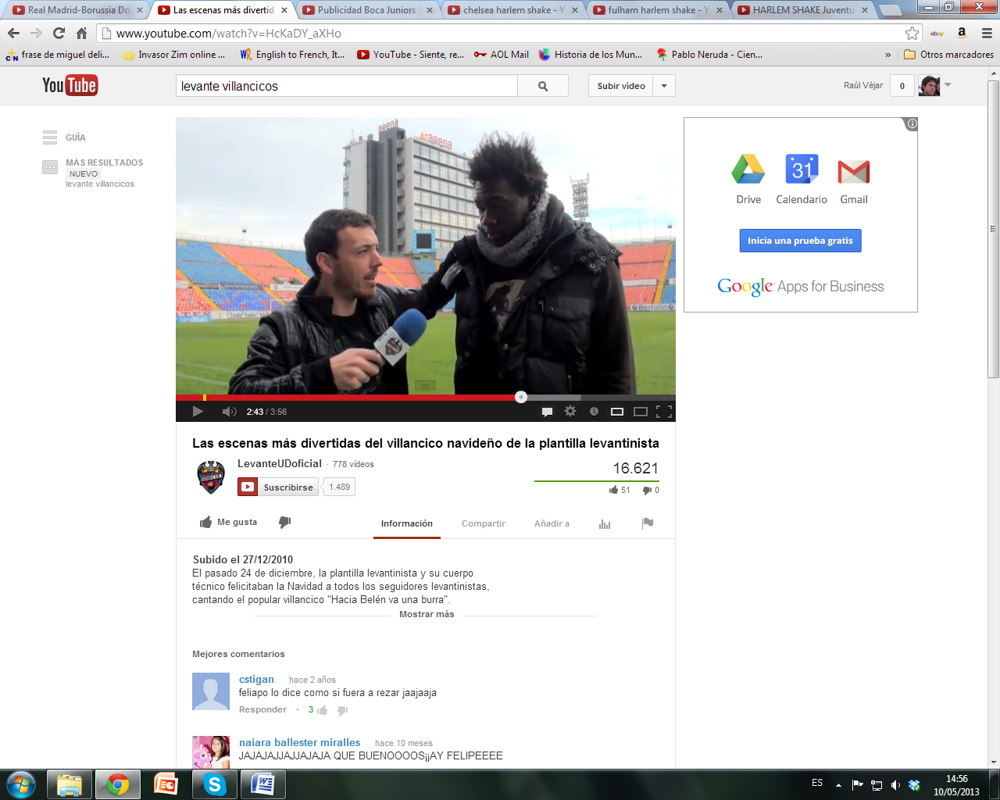 Real Madrid-Borussia Do
Las escenas más divertid
Publicidad Boca Juniors
chelsea harlem shake - Y
fulham harlem shake - Y
HARLEM SHAKE Juventu
www.youtube.com/watch?v=HcKaDY_aXHo
ebay
frase de miguel deli...
Invasor Zim online ...
English to French, It...
YouTube - Siente, re...
AOL Mail
Historia de los Mun...
Pablo Neruda - Cien...
»
Otros marcadores
YouTube
levante villancicos
Subir vídeo
Raúl Véjar
0
GUÍA
MÁS RESULTADOS
NUEVO
levante villancicos
arena
arena
randstad
Bertolín
2:43 / 3:56
Drive
Calendario
Gmail
Inicia una prueba gratis
Google Apps for Business
Las escenas más divertidas del villancico navideño de la plantilla levantinista
LevanteUDoficial · 778 vídeos
Suscribirse
1.489
16.621
51
0
Me gusta
Información
Compartir
Añadir a
Subido el 27/12/2010
El pasado 24 de diciembre, la plantilla levantinista y su cuerpo
técnico felicitaban la Navidad a todos los seguidores levantinistas,
cantando el popular villancico "Hacia Belén va una burra".
Mostrar más
Mejores comentarios
cstigan hace 2 años
feliapo lo dice como si fuera a rezar jaajaaja
Responder · 3
naiara ballester miralles hace 10 meses
JAJAJAJJAJJAJAJA QUE BUENOOOOS¡¡AY FELIPEEEE
ES
14:56
10/05/2013